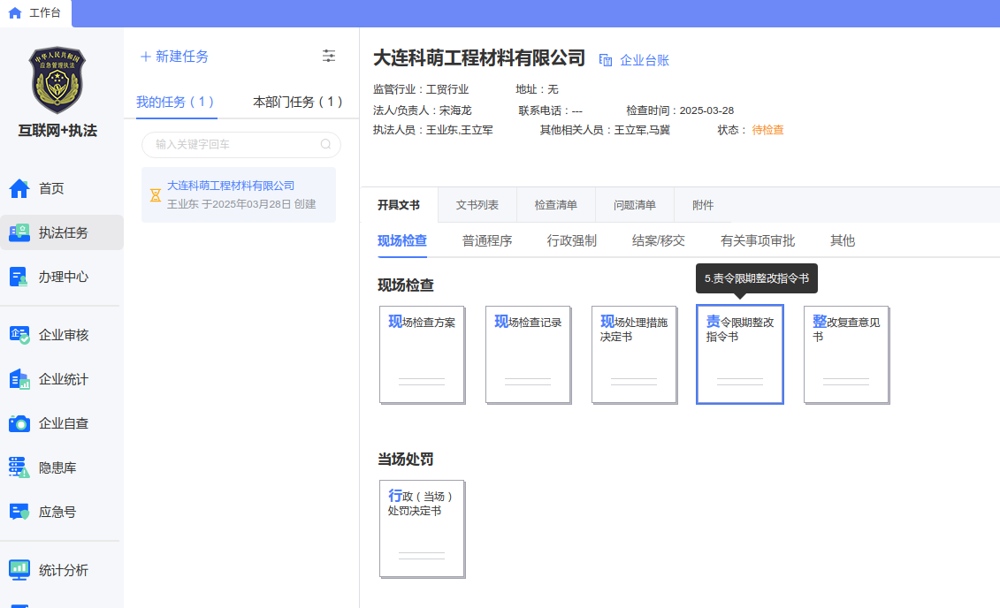 工作台
中华人民共和国
应急管理执法
互联网+执法
首页
执法任务
办理中心
企业审核
企业统计
企业自查
隐患库
应急号
统计分析
新建任务
我的任务（1） 本部门任务（1）
输入关键字回车
大连科萌工程材料有限公司
王业东 于2025年03月28日 创建
大连科萌工程材料有限公司 企业台账
监管行业：工贸行业 地址：无
法人/负责人：宋海龙 联系电话：--- 检查时间：2025-03-28
执法人员：王业东,王立军 其他相关人员：王立军,马冀 状态：待检查
开具文书 文书列表 检查清单 问题清单 附件
现场检查 普通程序 行政强制 结案/移交 有关事项审批 其他
5.责令限期整改指令书
现场检查
现场检查方案
现场检查记录
现场处理措施
决定书
责令限期整改
指令书
整改复查意见
书
当场处罚
行政（当场）
处罚决定书